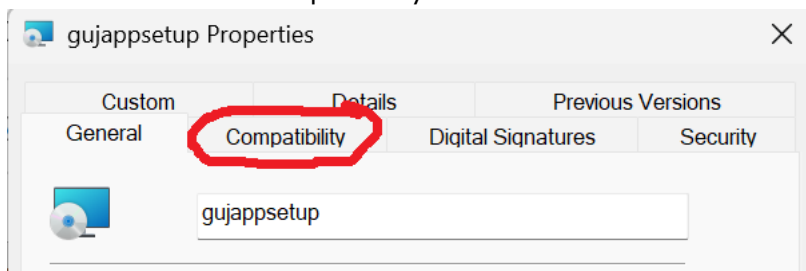 gujappsetup Properties
Custom Details Previous Versions
General Compatibility Digital Signatures Security
gujappsetup